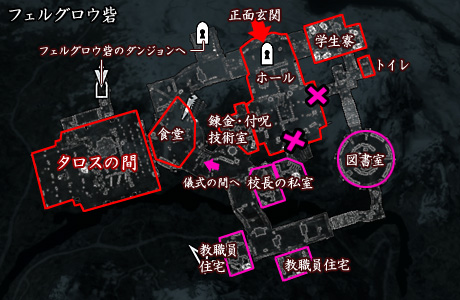 フェルグロウ砦
正面玄関
学生寮
フェルグロウ砦のダンジョンへ
トイレ
ホール
錬金・付呪
技術室
食堂
タロスの間
図書室
儀式の間へ
校長の私室
教職員
住宅
教職員住宅